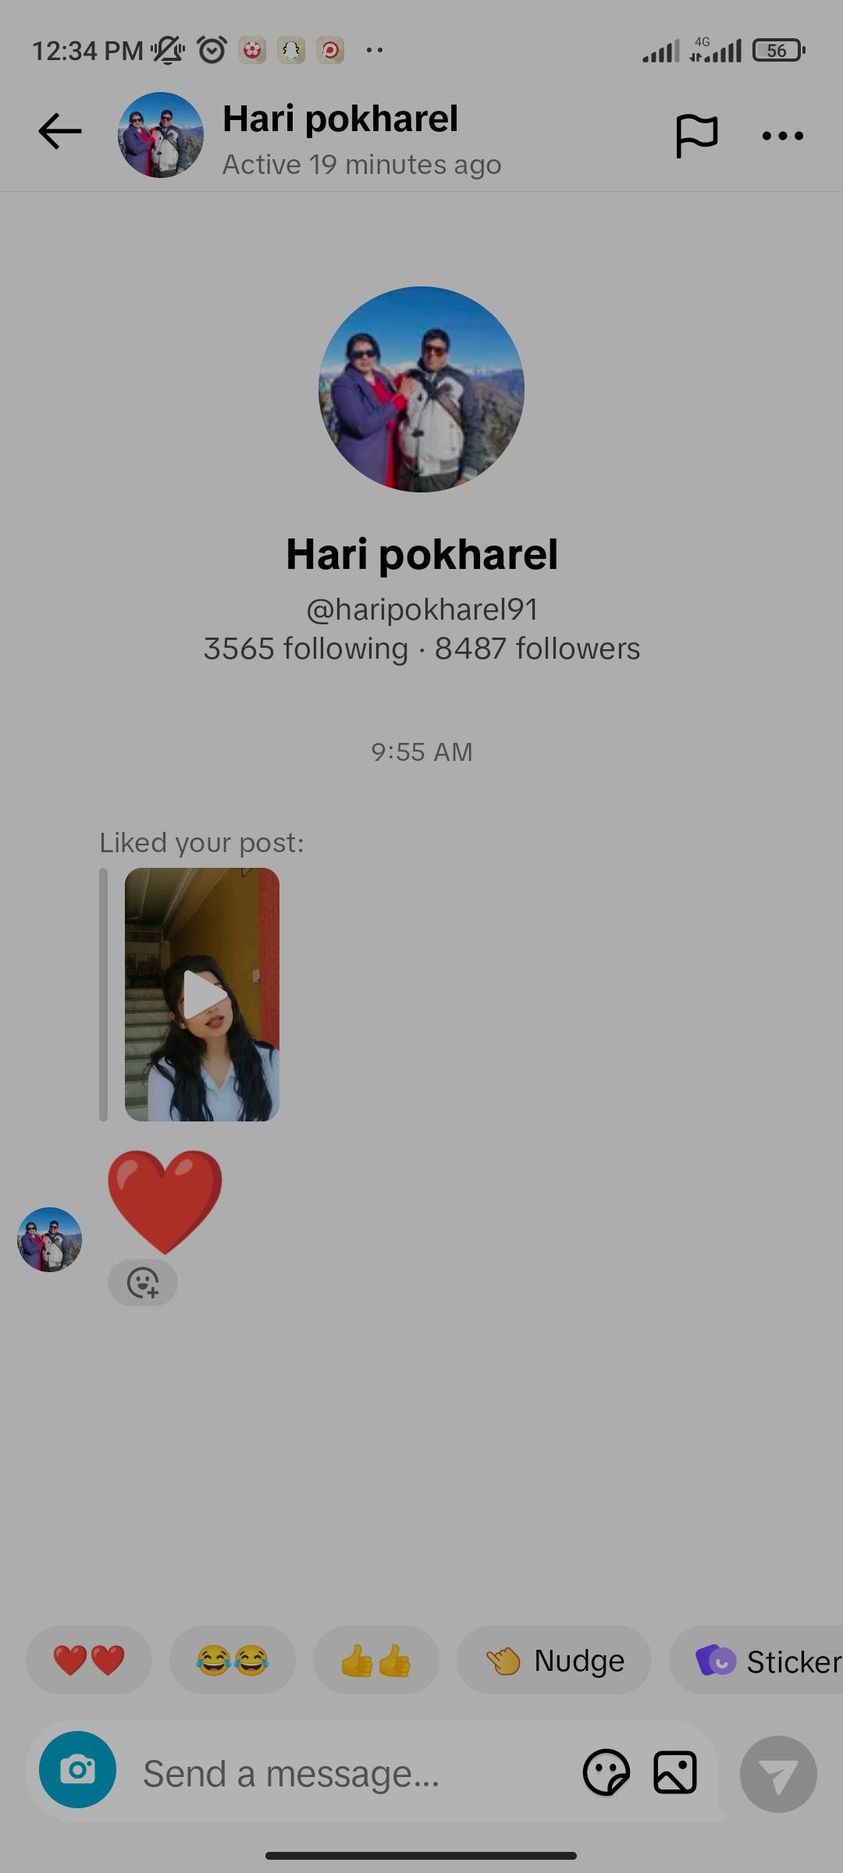 12:34 PM
4G
56
Hari pokharel
Active 19 minutes ago
Hari pokharel
@haripokharel91
3565 following · 8487 followers
9:55 AM
Liked your post:
❤️
❤️❤️ 😂😂 👍👍 Nudge Sticker
Send a message...